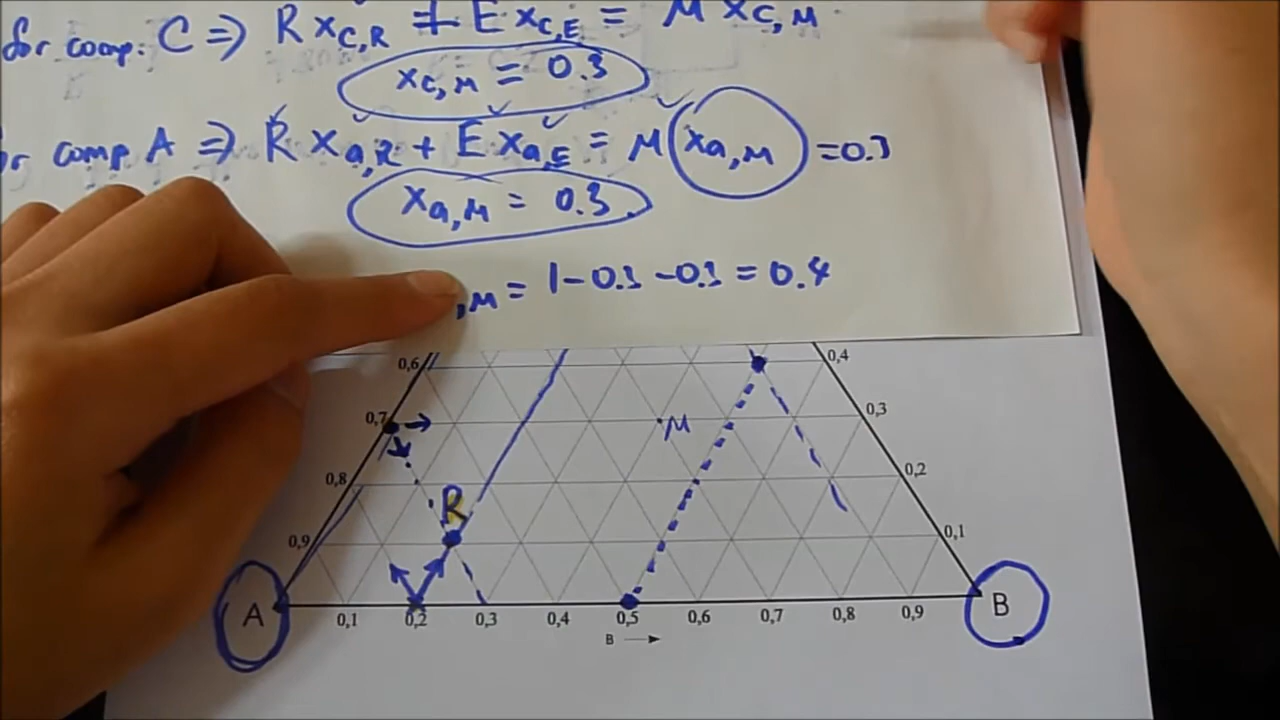 for comp: C => R x_C,R + E x_C,E = M x_C,M
x_C,M = 0.3
or comp A => R x_a,R + E x_a,E = M x_a,M = 0.3
x_a,M = 0.3
,M = 1 - 0.3 - 0.3 = 0.4
0,6 0,4
0,7 M 0,3
0,8 R 0,2
0,9 0,1
A B
0,1 0,2 0,3 0,4 0,5 0,6 0,7 0,8 0,9
B